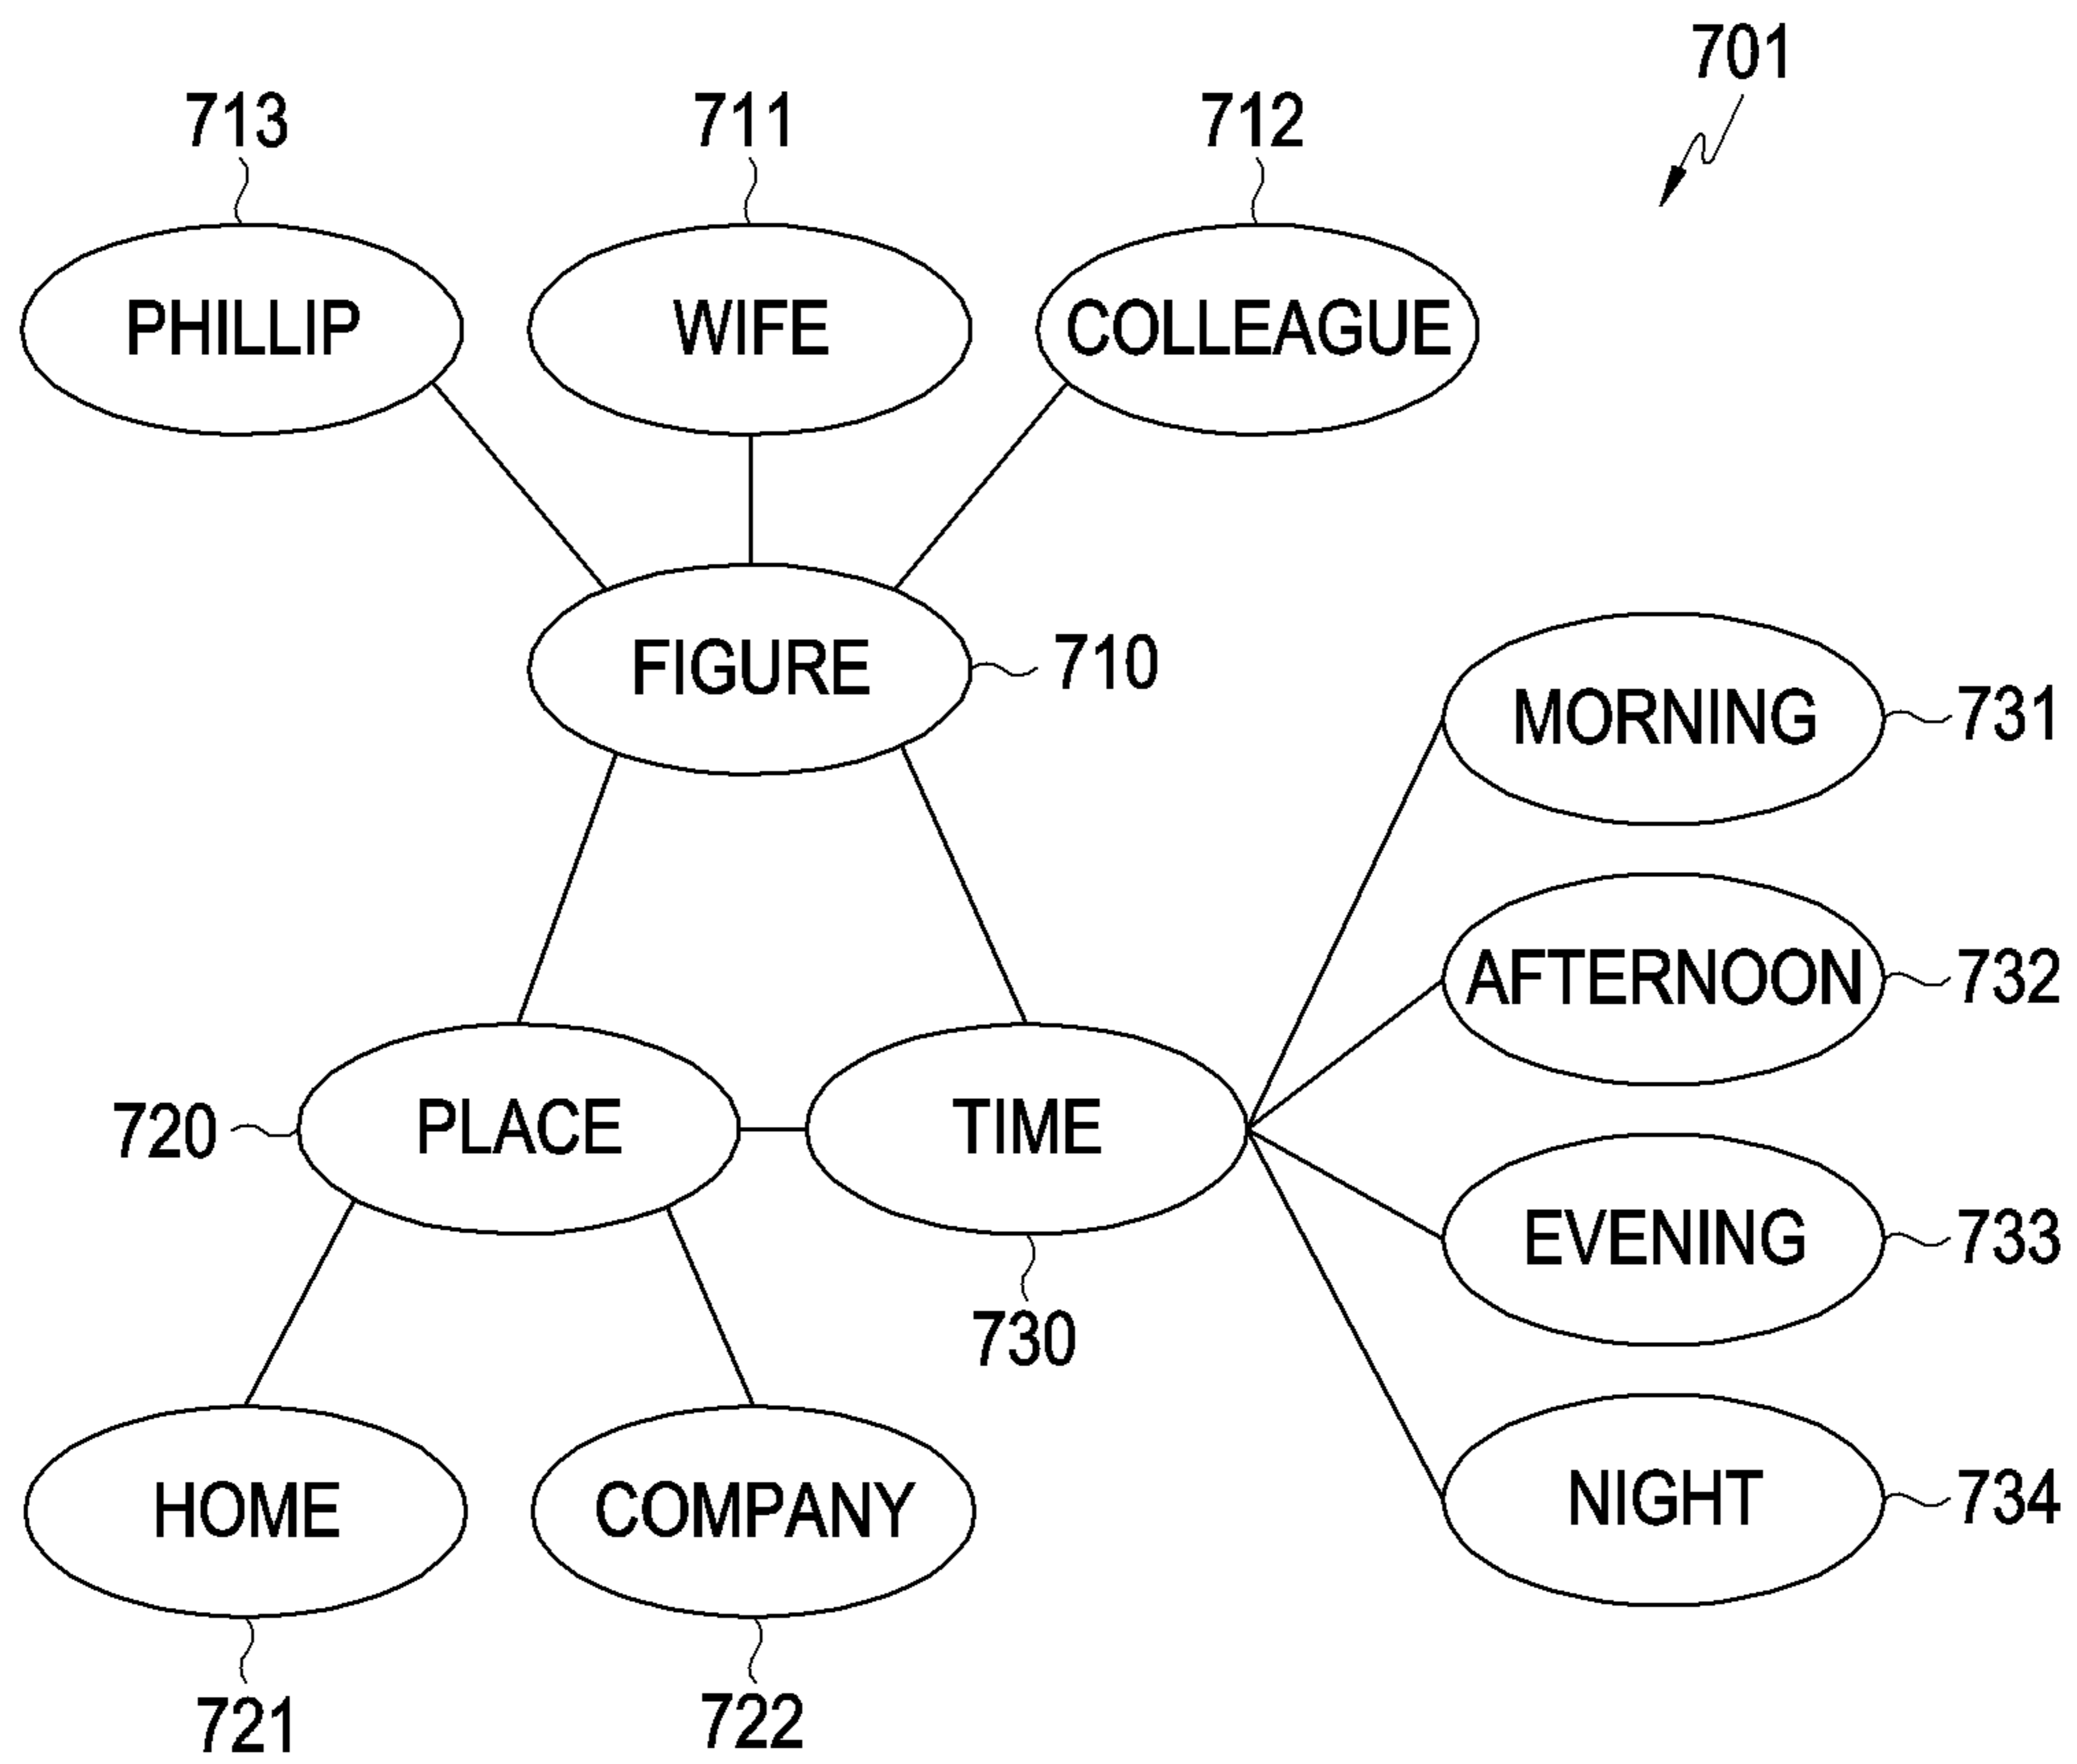 701
713
711
712
PHILLIP
WIFE
COLLEAGUE
FIGURE
710
MORNING
731
AFTERNOON
732
720
PLACE
TIME
EVENING
733
730
HOME
COMPANY
NIGHT
734
721
722